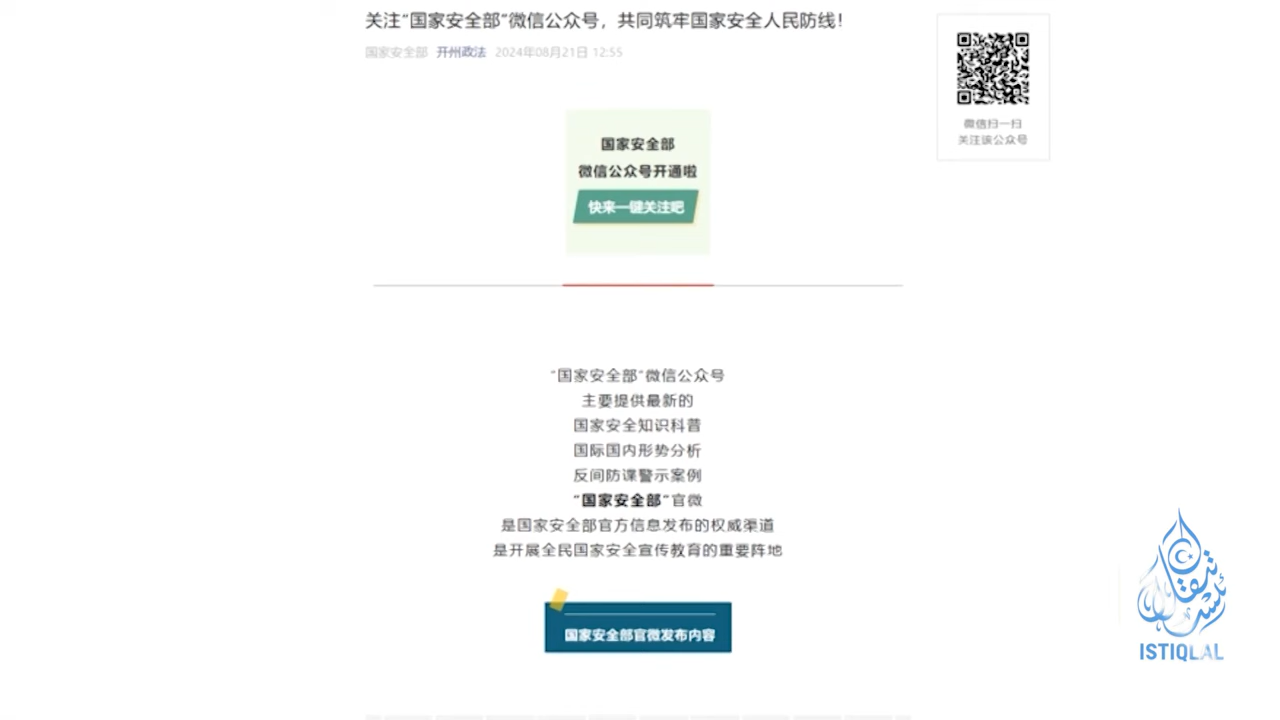 关注“国家安全部”微信公众号，共同筑牢国家安全人民防线！
国家安全部 开州政法 2024年08月21日 12:55
微信扫一扫
关注该公众号
国家安全部
微信公众号开通啦
快来一键关注吧
“国家安全部”微信公众号
主要提供最新的
国家安全知识科普
国际国内形势分析
反间防谍警示案例
“国家安全部”官微
是国家安全部官方信息发布的权威渠道
是开展全民国家安全宣传教育的重要阵地
国家安全部官微发布内容
ISTIQLAL